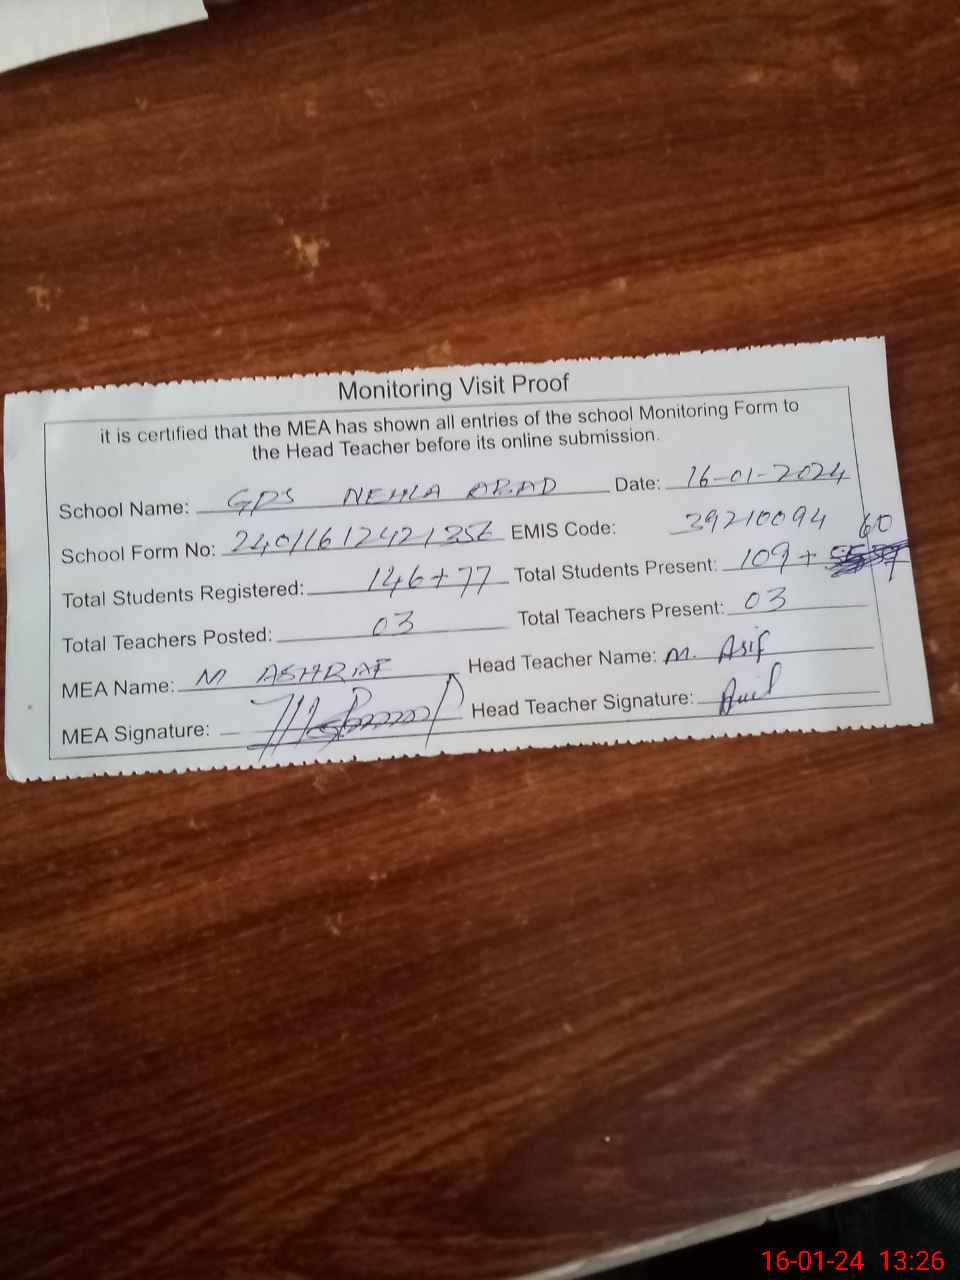 Monitoring Visit Proof
it is certified that the MEA has shown all entries of the school Monitoring Form to
the Head Teacher before its online submission.
School Name: GPS NEHLA ABAD Date: 16-01-2024
School Form No: 24011612421356 EMIS Code: 39210094
Total Students Registered: 146+77 Total Students Present: 109+ 60
Total Teachers Posted: 03 Total Teachers Present: 03
MEA Name: M ASHRAF Head Teacher Name: M. Asif
MEA Signature: Head Teacher Signature:
16-01-24 13:26